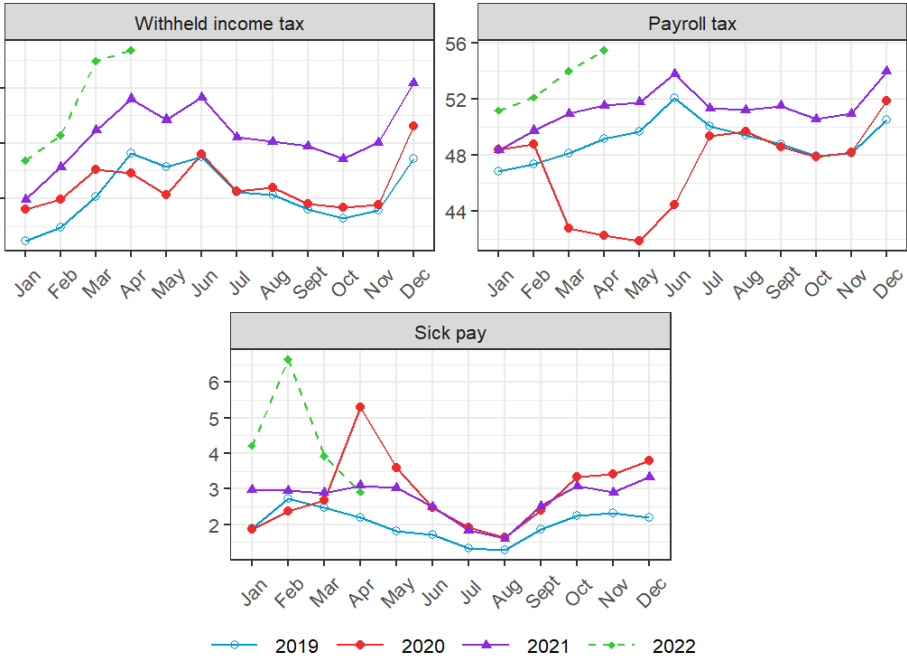 Withheld income tax
Payroll tax
56
52
48
44
Jan Feb Mar Apr May Jun Jul Aug Sept Oct Nov Dec
Jan Feb Mar Apr May Jun Jul Aug Sept Oct Nov Dec
Sick pay
6
5
4
3
2
Jan Feb Mar Apr May Jun Jul Aug Sept Oct Nov Dec
2019 2020 2021 2022